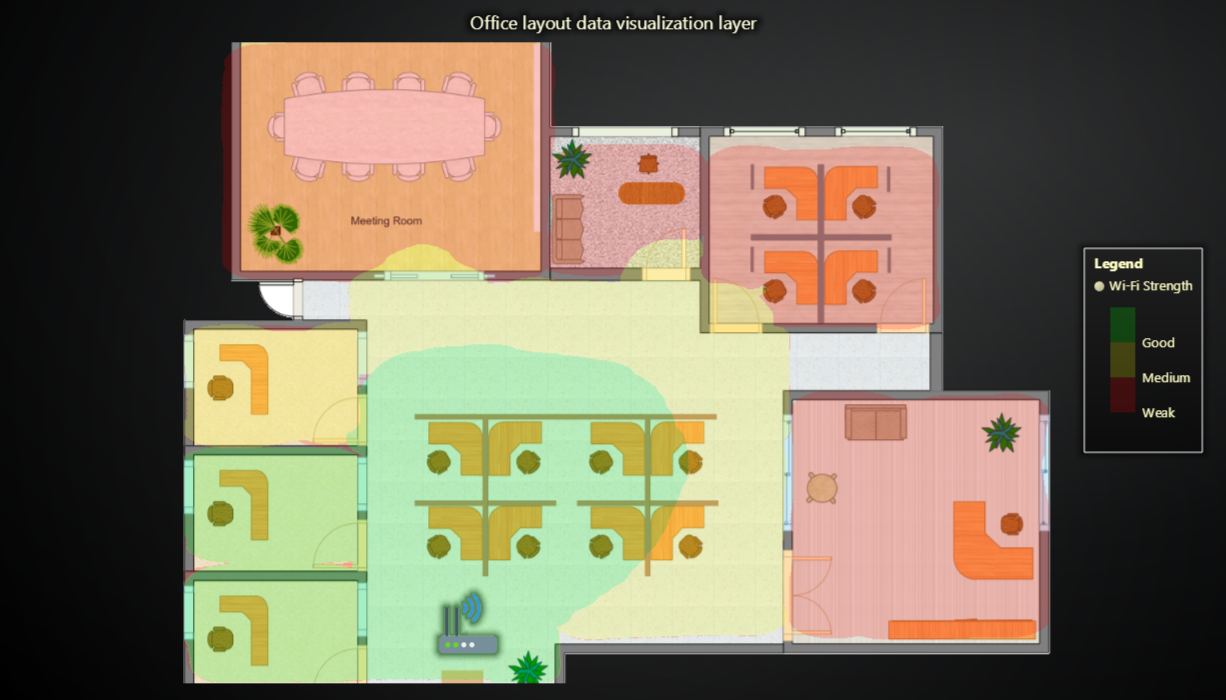 Office layout data visualization layer
Meeting Room
Legend
Wi-Fi Strength
Good
Medium
Weak